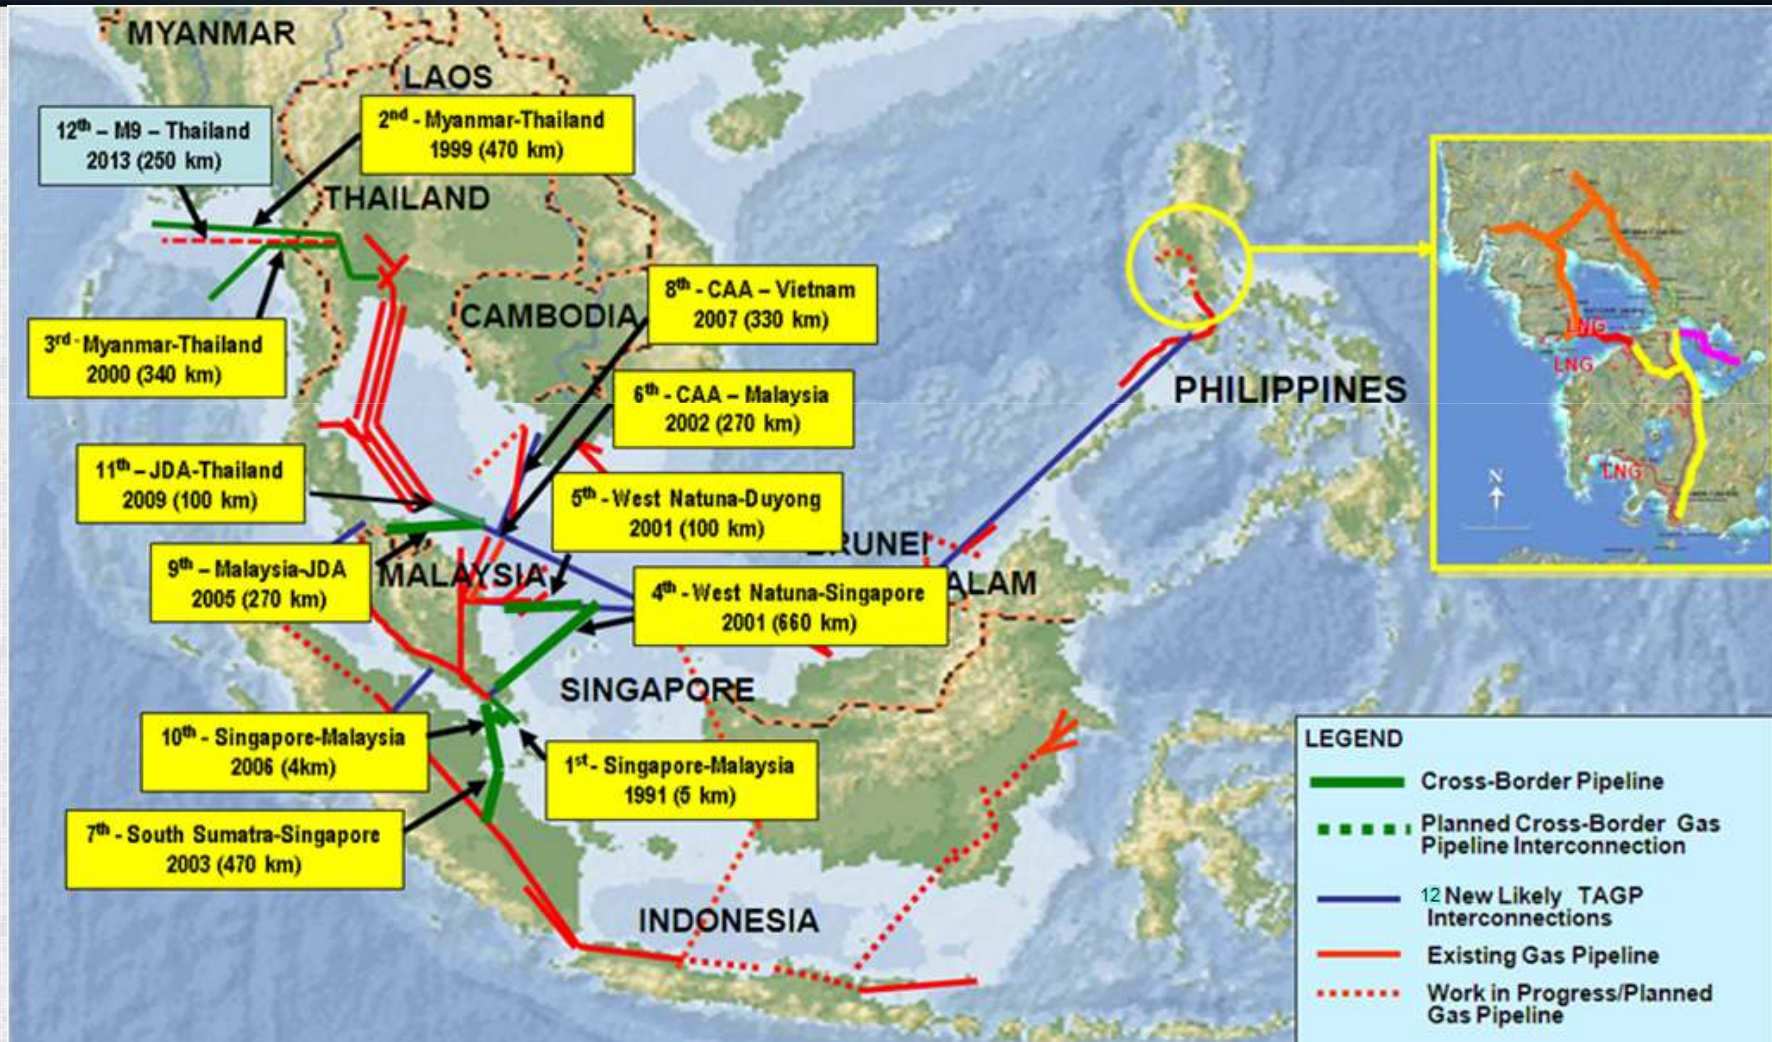 MYANMAR
LAOS
12th – M9 – Thailand
2013 (250 km)
2nd - Myanmar-Thailand
1999 (470 km)
THAILAND
CAMBODIA
8th - CAA – Vietnam
2007 (330 km)
3rd - Myanmar-Thailand
2000 (340 km)
6th - CAA – Malaysia
2002 (270 km)
PHILIPPINES
LNG
LNG
LNG
N
11th – JDA-Thailand
2009 (100 km)
5th - West Natuna-Duyong
2001 (100 km)
BRUNEI
ALAM
9th – Malaysia-JDA
2005 (270 km)
MALAYSIA
4th - West Natuna-Singapore
2001 (660 km)
SINGAPORE
10th - Singapore-Malaysia
2006 (4km)
1st - Singapore-Malaysia
1991 (5 km)
7th - South Sumatra-Singapore
2003 (470 km)
INDONESIA
LEGEND
Cross-Border Pipeline
Planned Cross-Border Gas
Pipeline Interconnection
12 New Likely TAGP
Interconnections
Existing Gas Pipeline
Work in Progress/Planned
Gas Pipeline